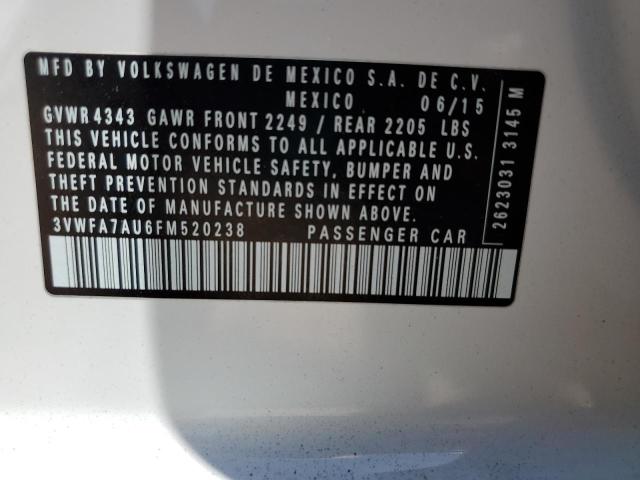 MFD BY VOLKSWAGEN DE MEXICO S.A. DE C.V.
MEXICO 06/15
GVWR 4343 GAWR FRONT 2249 / REAR 2205 LBS
THIS VEHICLE CONFORMS TO ALL APPLICABLE U.S.
FEDERAL MOTOR VEHICLE SAFETY, BUMPER AND
THEFT PREVENTION STANDARDS IN EFFECT ON
THE DATE OF MANUFACTURE SHOWN ABOVE.
3VWFA7AU6FM520238 PASSENGER CAR
2623031 3145 M